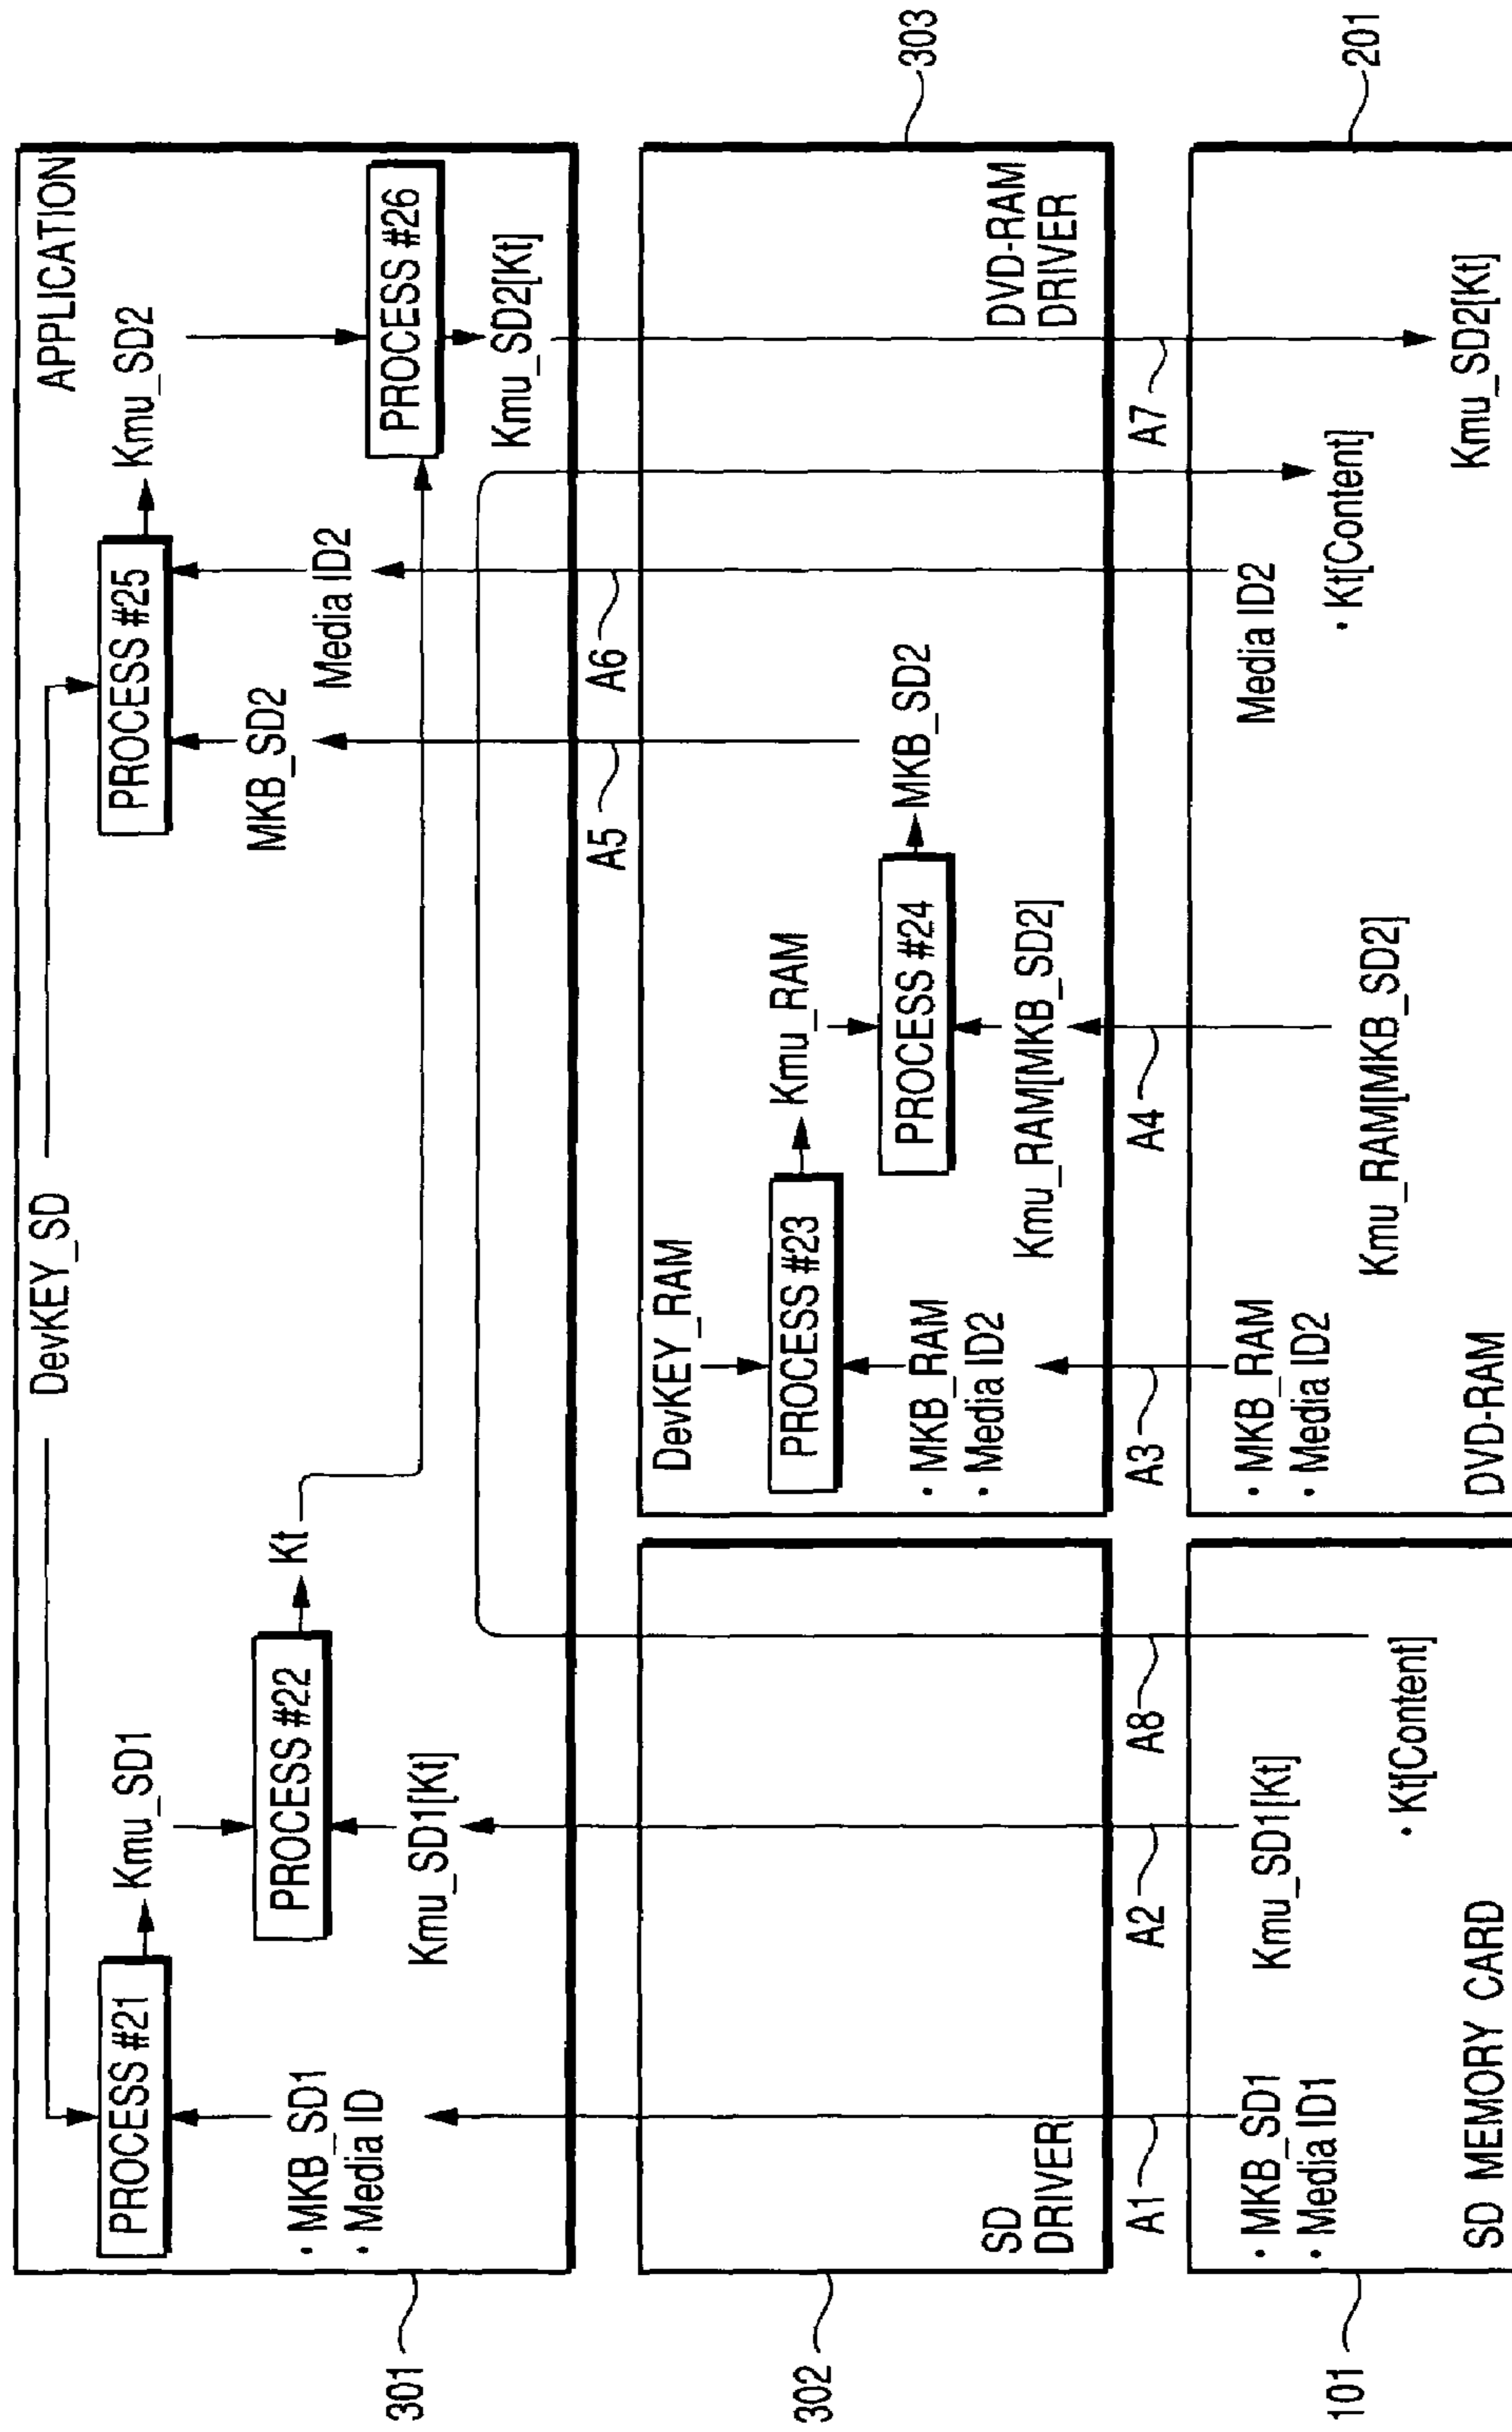 APPLICATION
DevKEY_SD
PROCESS #21
Kmu_SD1
PROCESS #25
Kmu_SD2
PROCESS #22
Kt
MKB_SD2
Media ID2
PROCESS #26
• MKB_SD1
• Media ID
Kmu_SD1[Kt]
Kmu_SD2[Kt]
301
A5
A6
DevKEY_RAM
PROCESS #23
Kmu_RAM
PROCESS #24
MKB_SD2
• MKB_RAM
• Media ID2
Kmu_RAM[MKB_SD2]
SD
DRIVER
DVD-RAM
DRIVER
302
303
A1
A2
A8
A3
A4
A7
• MKB_SD1
• Media ID1
Kmu_SD1[Kt]
• Kt[Content]
SD MEMORY CARD
• MKB_RAM
• Media ID2
Kmu_RAM[MKB_SD2]
Media ID2
• Kt[Content]
Kmu_SD2[Kt]
DVD-RAM
101
201